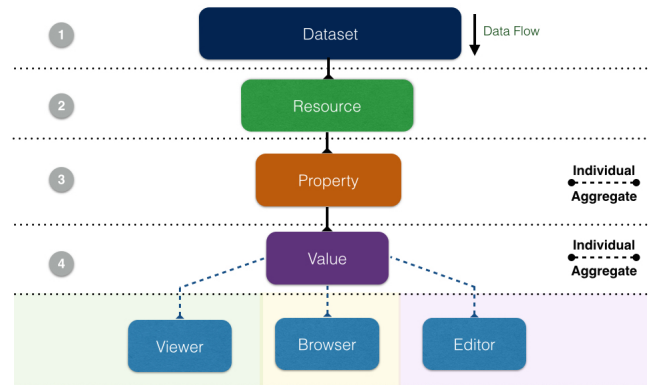 1
Dataset
Data Flow
2
Resource
3
Property
Individual
Aggregate
4
Value
Individual
Aggregate
Viewer
Browser
Editor